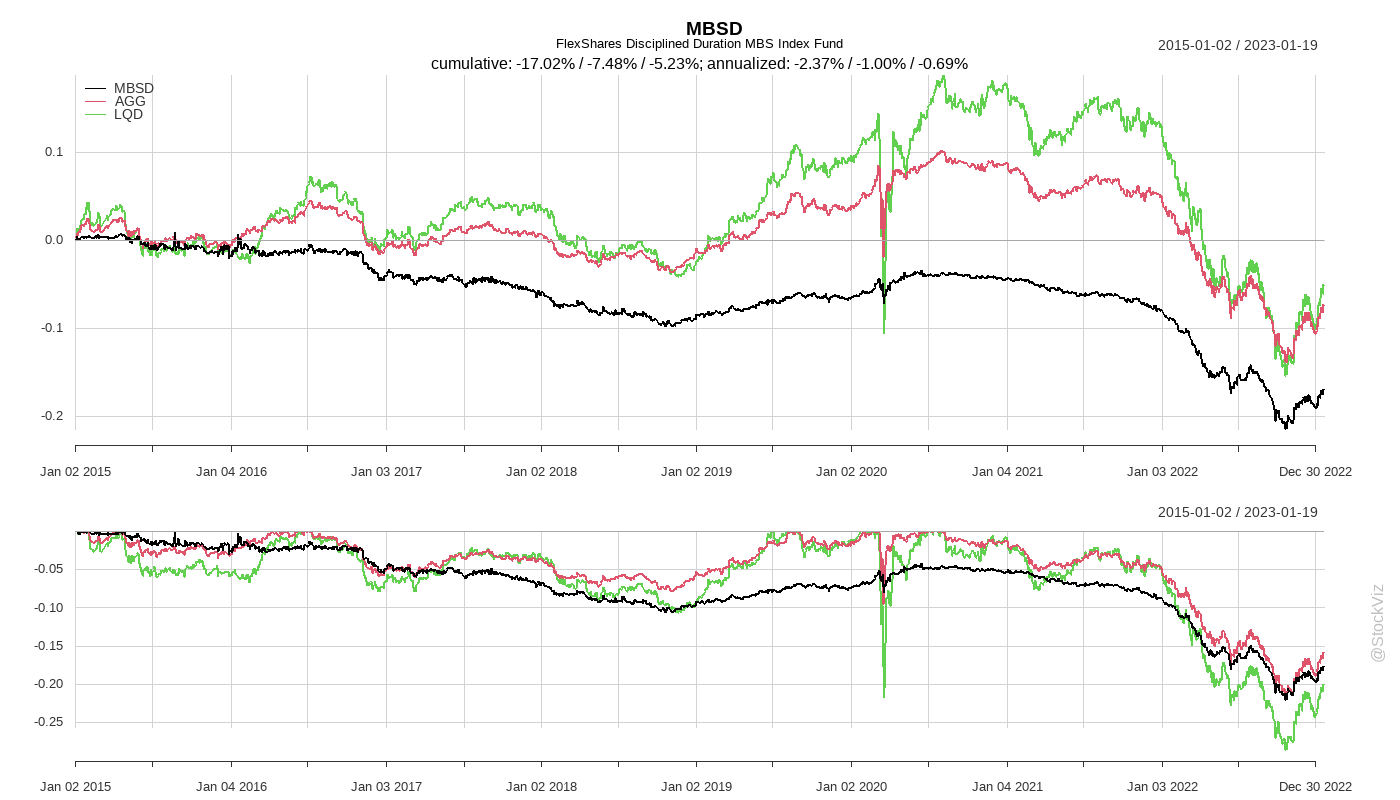 MBSD
FlexShares Disciplined Duration MBS Index Fund
2015-01-02 / 2023-01-19
cumulative: -17.02% / -7.48% / -5.23%; annualized: -2.37% / -1.00% / -0.69%
MBSD
AGG
LQD
0.1
0.0
-0.1
-0.2
Jan 02 2015 Jan 04 2016 Jan 03 2017 Jan 02 2018 Jan 02 2019 Jan 02 2020 Jan 04 2021 Jan 03 2022 Dec 30 2022
2015-01-02 / 2023-01-19
-0.05
-0.10
-0.15
-0.20
-0.25
Jan 02 2015 Jan 04 2016 Jan 03 2017 Jan 02 2018 Jan 02 2019 Jan 02 2020 Jan 04 2021 Jan 03 2022 Dec 30 2022
@StockViz